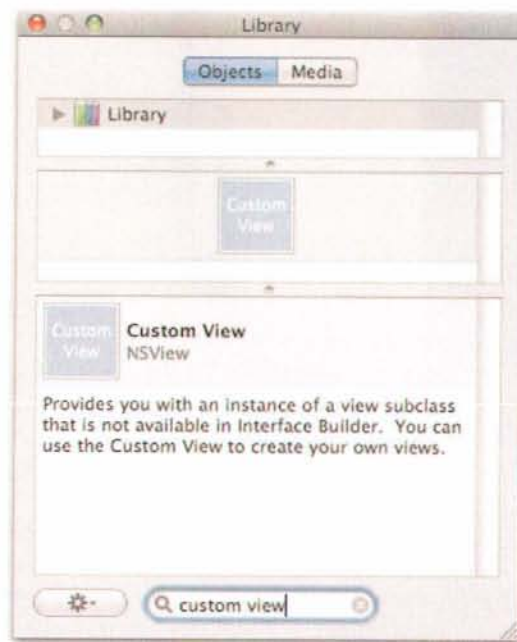 Library
Objects Media
Library
Custom
View
Custom
View
Custom View
NSView
Provides you with an instance of a view subclass
that is not available in Interface Builder. You can
use the Custom View to create your own views.
custom view